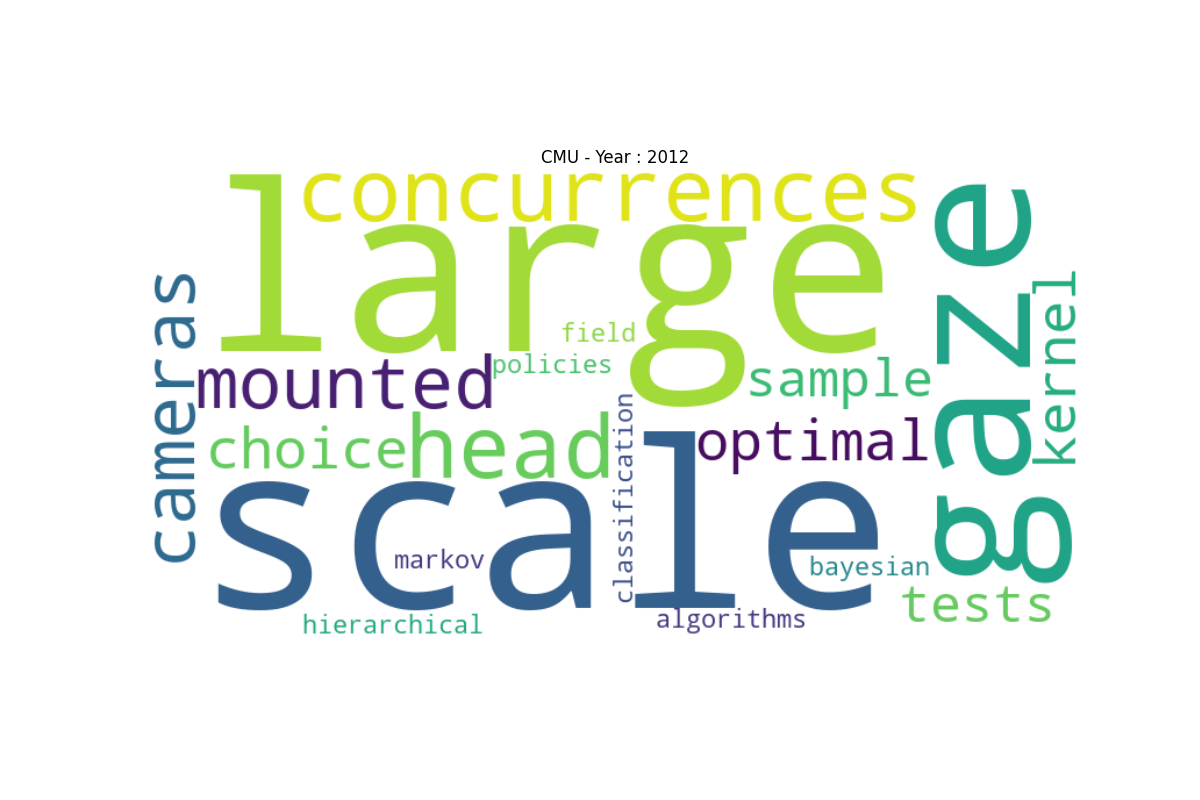 CMU - Year : 2012
concurrences
large
gaze
cameras
kernel
field
policies
mounted
sample
classification
choice
head
optimal
scale
markov
bayesian
tests
hierarchical
algorithms